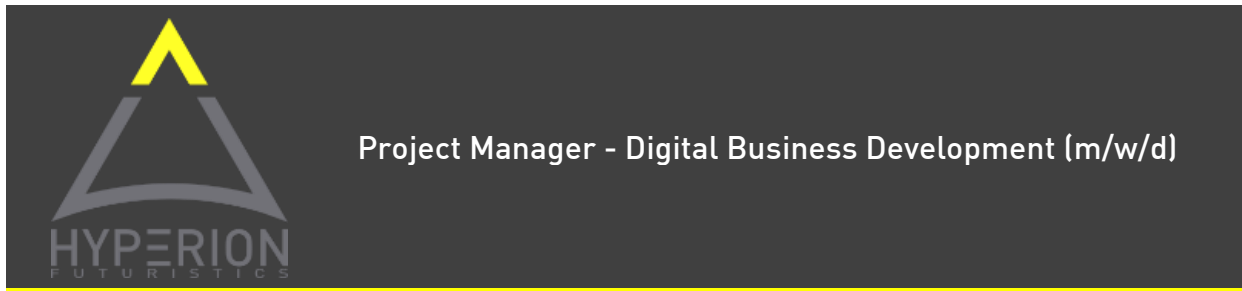 Project Manager - Digital Business Development (m/w/d)
HYPERION
FUTURISTICS